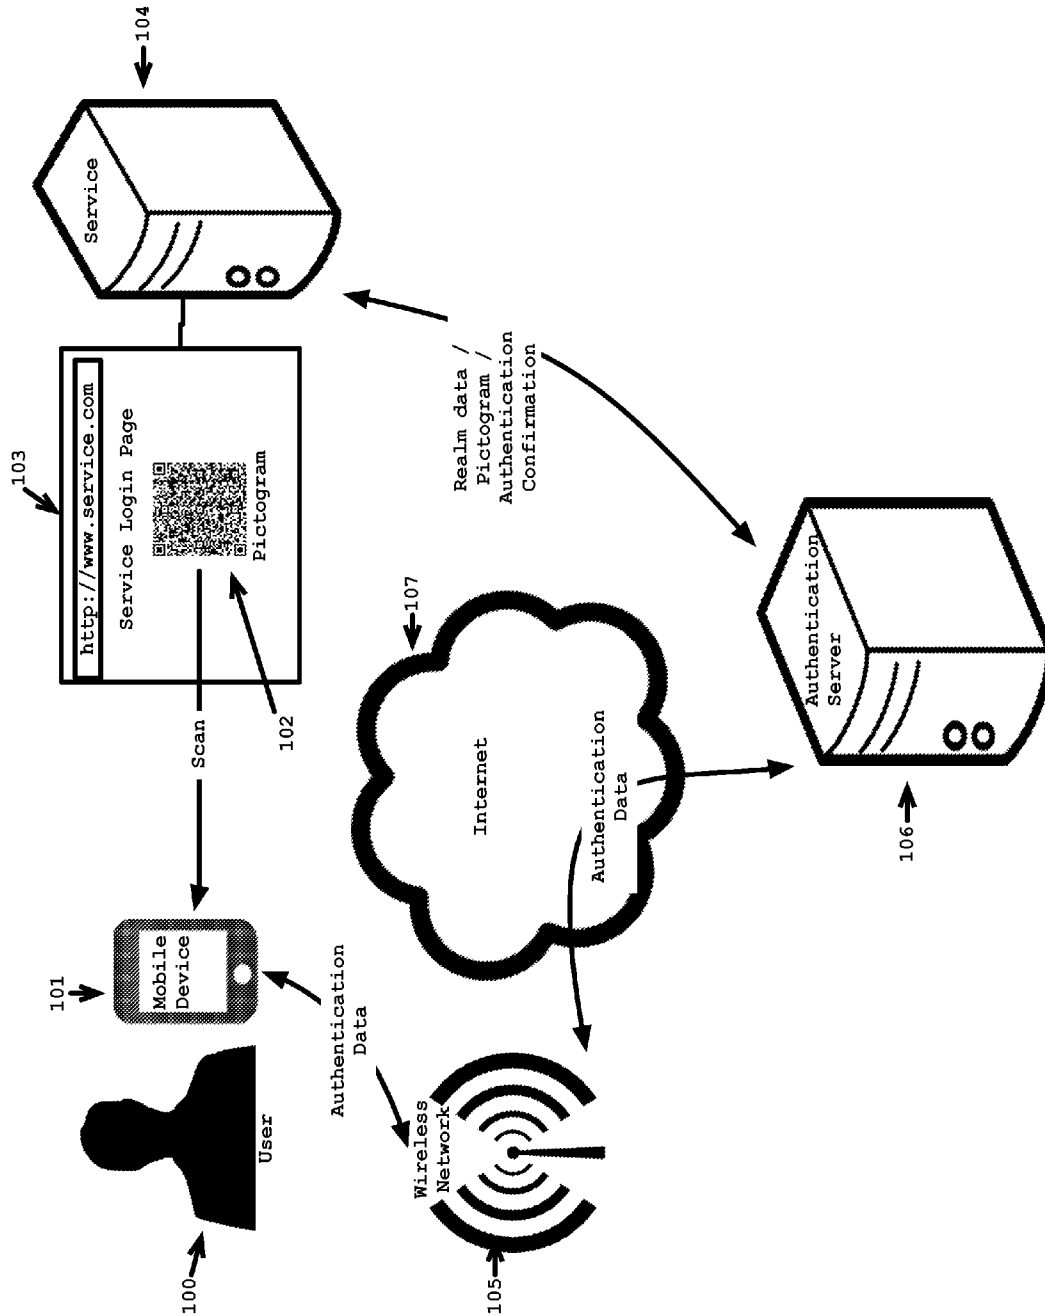 100
User
101
Mobile
Device
Scan
102
103
http://www.service.com
Service Login Page
Pictogram
104
Service
Authentication
Data
105
Wireless
Network
Internet
107
Authentication
Data
Realm data /
Pictogram /
Authentication
Confirmation
106
Authentication
Server